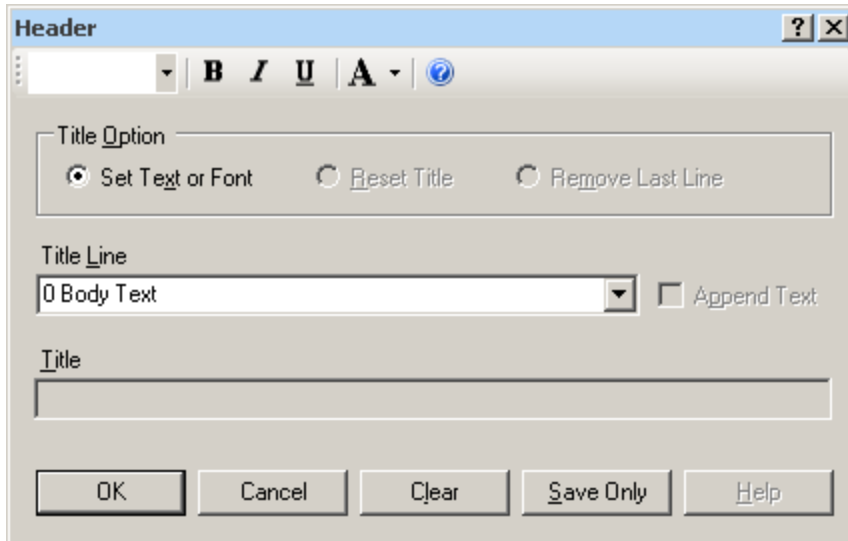 Header
B I U A
Title Option
Set Text or Font Reset Title Remove Last Line
Title Line
0 Body Text Append Text
Title
OK Cancel Clear Save Only Help